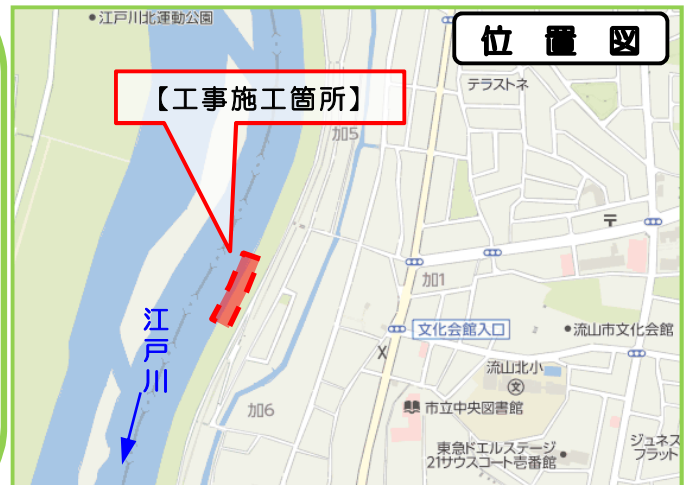 江戸川北運動公園
位置図
テラストネ
【工事施工箇所】
加5
〒
加1
江戸川
文化会館入口
流山市文化会館
X
流山北小
文
加6
市立中央図書館
東急ドエルステージ
21サウスコート壱番館
ジュネス
フラット